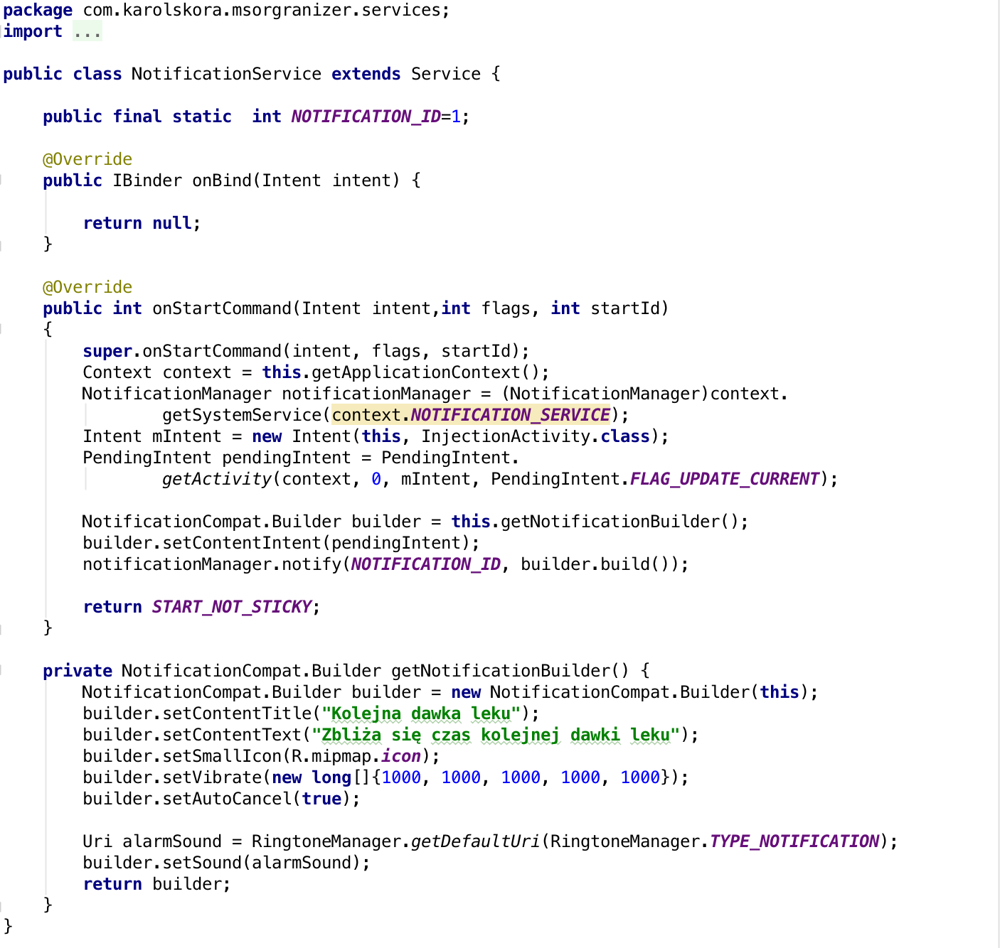 package com.karolskora.msorgranizer.services;
import ...
public class NotificationService extends Service {
public final static  int NOTIFICATION_ID=1;
@Override
public IBinder onBind(Intent intent) {
return null;
}
@Override
public int onStartCommand(Intent intent,int flags, int startId)
{
super.onStartCommand(intent, flags, startId);
Context context = this.getApplicationContext();
NotificationManager notificationManager = (NotificationManager)context.
getSystemService(context.NOTIFICATION_SERVICE);
Intent mIntent = new Intent(this, InjectionActivity.class);
PendingIntent pendingIntent = PendingIntent.
getActivity(context, 0, mIntent, PendingIntent.FLAG_UPDATE_CURRENT);
NotificationCompat.Builder builder = this.getNotificationBuilder();
builder.setContentIntent(pendingIntent);
notificationManager.notify(NOTIFICATION_ID, builder.build());
return START_NOT_STICKY;
}
private NotificationCompat.Builder getNotificationBuilder() {
NotificationCompat.Builder builder = new NotificationCompat.Builder(this);
builder.setContentTitle("Kolejna dawka leku");
builder.setContentText("Zbliża się czas kolejnej dawki leku");
builder.setSmallIcon(R.mipmap.icon);
builder.setVibrate(new long[]{1000, 1000, 1000, 1000, 1000});
builder.setAutoCancel(true);
Uri alarmSound = RingtoneManager.getDefaultUri(RingtoneManager.TYPE_NOTIFICATION);
builder.setSound(alarmSound);
return builder;
}
}